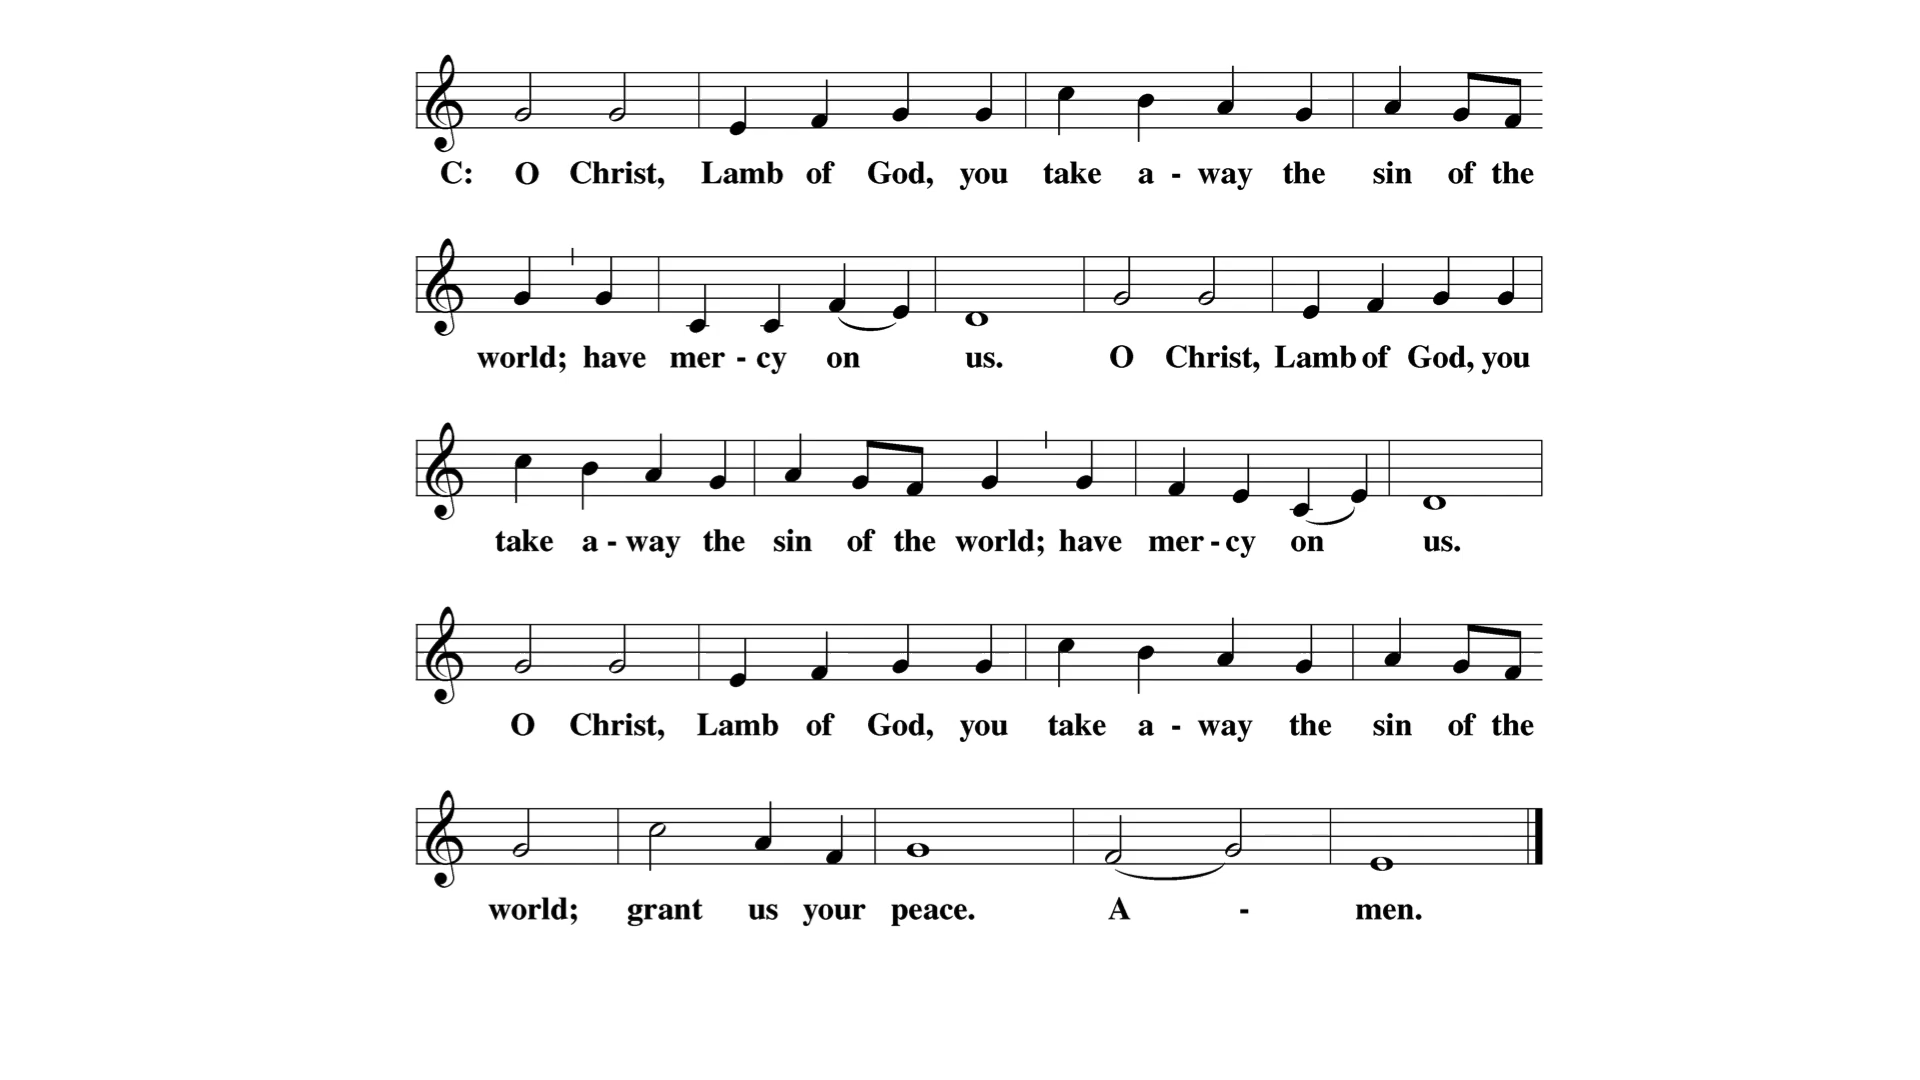 C: O Christ, Lamb of God, you take a - way the sin of the
world; have mer - cy on us. O Christ, Lamb of God, you
take a - way the sin of the world; have mer - cy on us.
O Christ, Lamb of God, you take a - way the sin of the
world; grant us your peace. A - men.